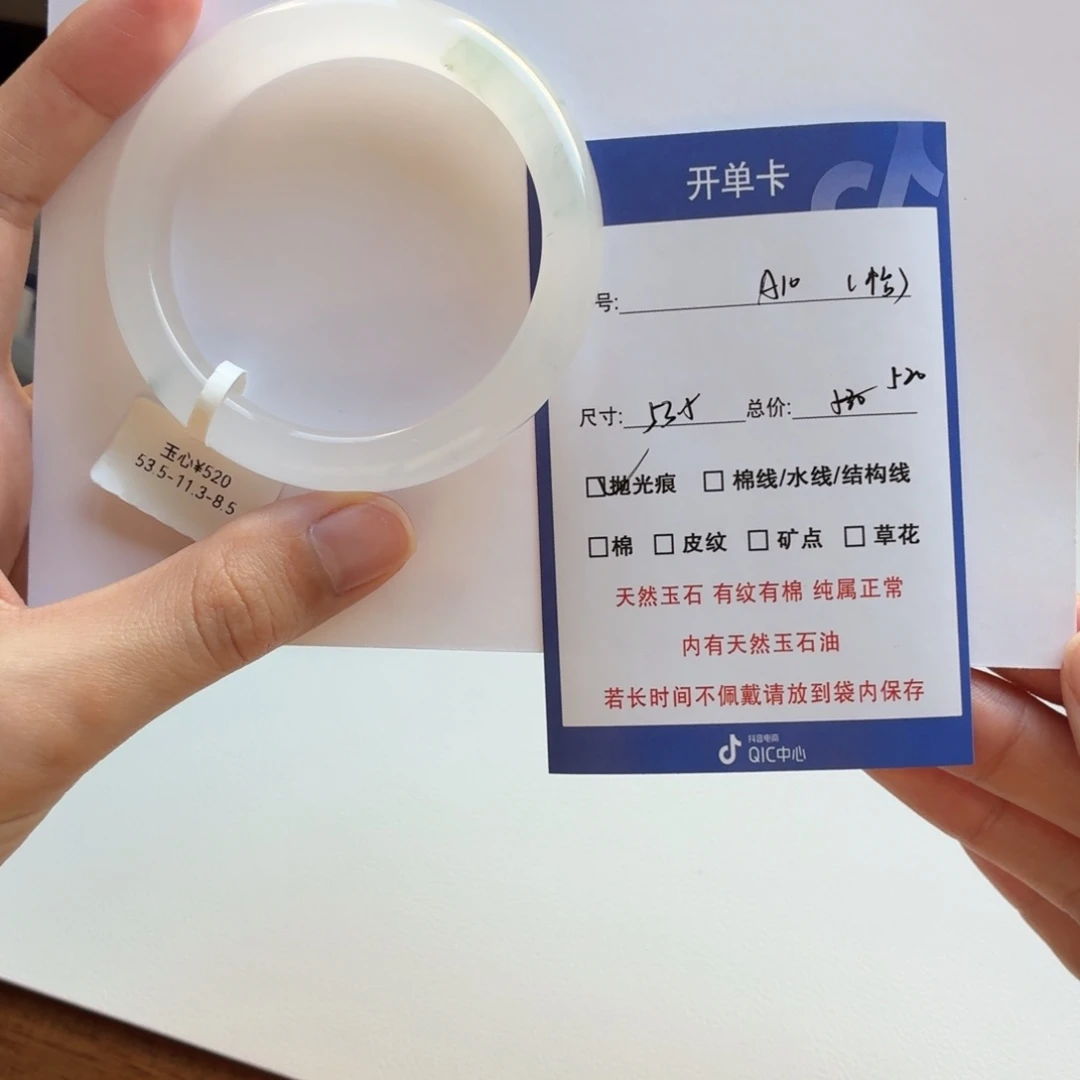 开单卡
号: A10 (怡)
尺寸: 53.5 总价: 520
抛光痕 棉线/水线/结构线
棉 皮纹 矿点 草花
天然玉石 有纹有棉 纯属正常
内有天然玉石油
若长时间不佩戴请放到袋内保存
抖音电商
QIC中心
玉心¥520
53.5-11.3-8.5